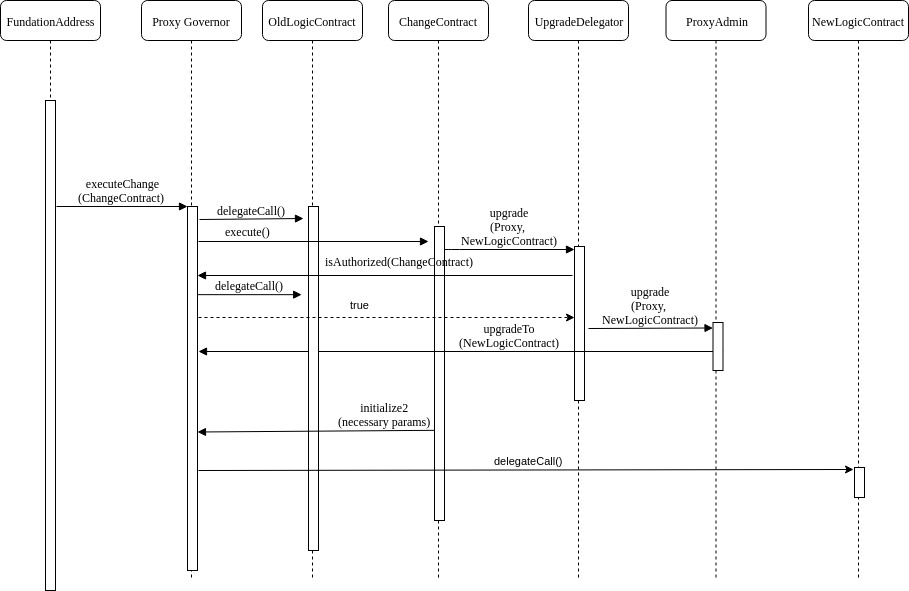 FundationAddress
Proxy Governor
OldLogicContract
ChangeContract
UpgradeDelegator
ProxyAdmin
NewLogicContract
executeChange
(ChangeContract)
delegateCall()
upgrade
(Proxy,
NewLogicContract)
execute()
isAuthorized(ChangeContract)
delegateCall()
true
upgrade
(Proxy,
NewLogicContract)
upgradeTo
(NewLogicContract)
initialize2
(necessary params)
delegateCall()